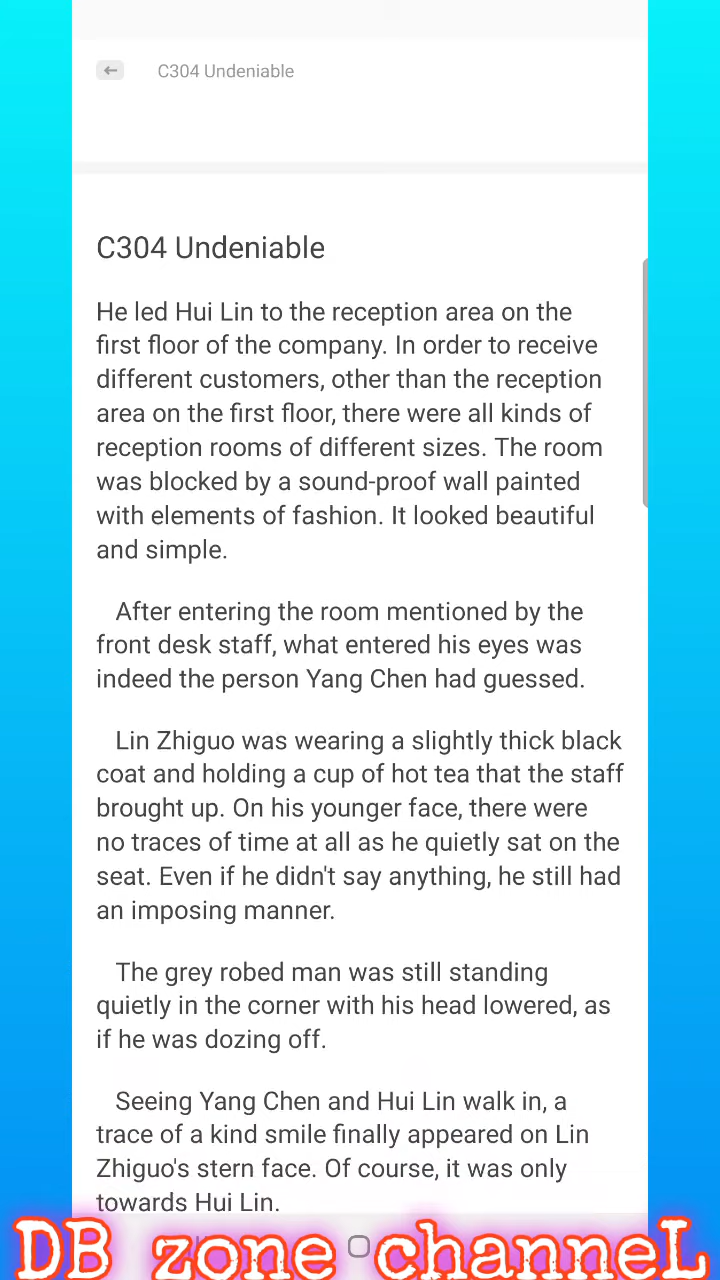 C304 Undeniable
C304 Undeniable
He led Hui Lin to the reception area on the
first floor of the company. In order to receive
different customers, other than the reception
area on the first floor, there were all kinds of
reception rooms of different sizes. The room
was blocked by a sound-proof wall painted
with elements of fashion. It looked beautiful
and simple.
After entering the room mentioned by the
front desk staff, what entered his eyes was
indeed the person Yang Chen had guessed.
Lin Zhiguo was wearing a slightly thick black
coat and holding a cup of hot tea that the staff
brought up. On his younger face, there were
no traces of time at all as he quietly sat on the
seat. Even if he didn't say anything, he still had
an imposing manner.
The grey robed man was still standing
quietly in the corner with his head lowered, as
if he was dozing off.
Seeing Yang Chen and Hui Lin walk in, a
trace of a kind smile finally appeared on Lin
Zhiguo's stern face. Of course, it was only
towards Hui Lin.
DB zone channeL